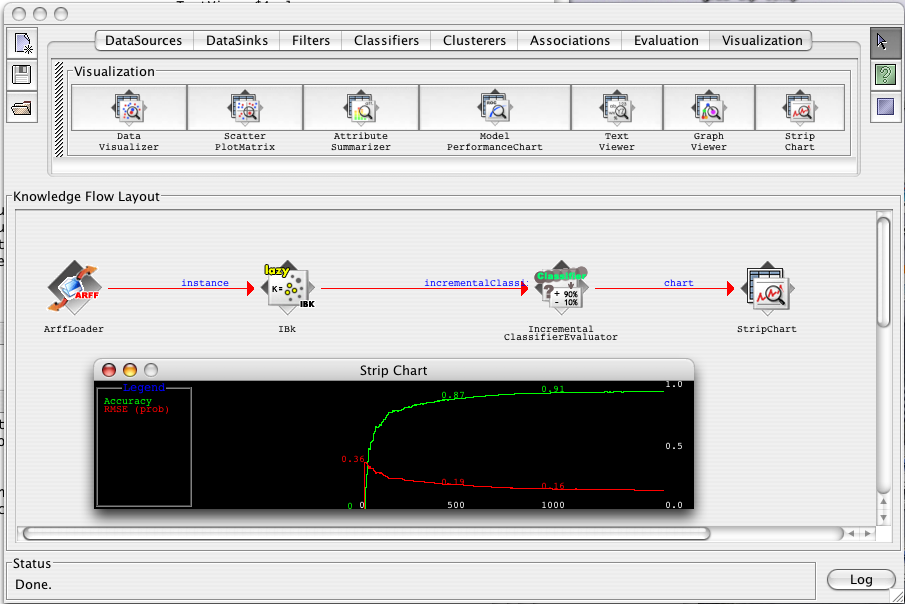 DataSources DataSinks Filters Classifiers Clusterers Associations Evaluation Visualization
Visualization
Data Visualizer
Scatter PlotMatrix
Attribute Summarizer
Model PerformanceChart
Text Viewer
Graph Viewer
Strip Chart
Knowledge Flow Layout
instance incrementalClassi chart
ARFF
lazy
K=
IBK
Classifier
?
+ 90%
- 10%
ArffLoader
IBk
Incremental ClassifierEvaluator
StripChart
Strip Chart
Legend
Accuracy
RMSE (prob)
1.0
0.87
0.91
0.5
0.36
0.19
0.16
0 0 500 1000 0.0
Status
Done.
Log